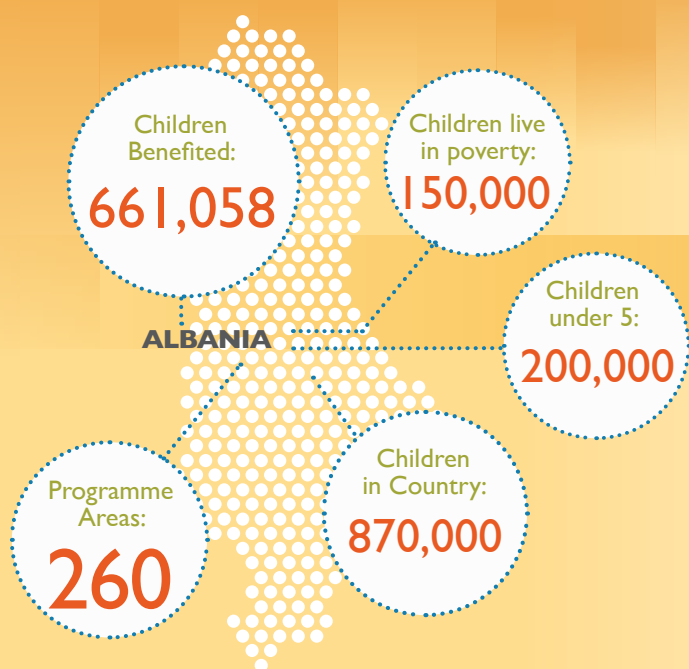 Children
Benefited:
661,058
Children live
in poverty:
150,000
Children
under 5:
200,000
ALBANIA
Children
in Country:
870,000
Programme
Areas:
260